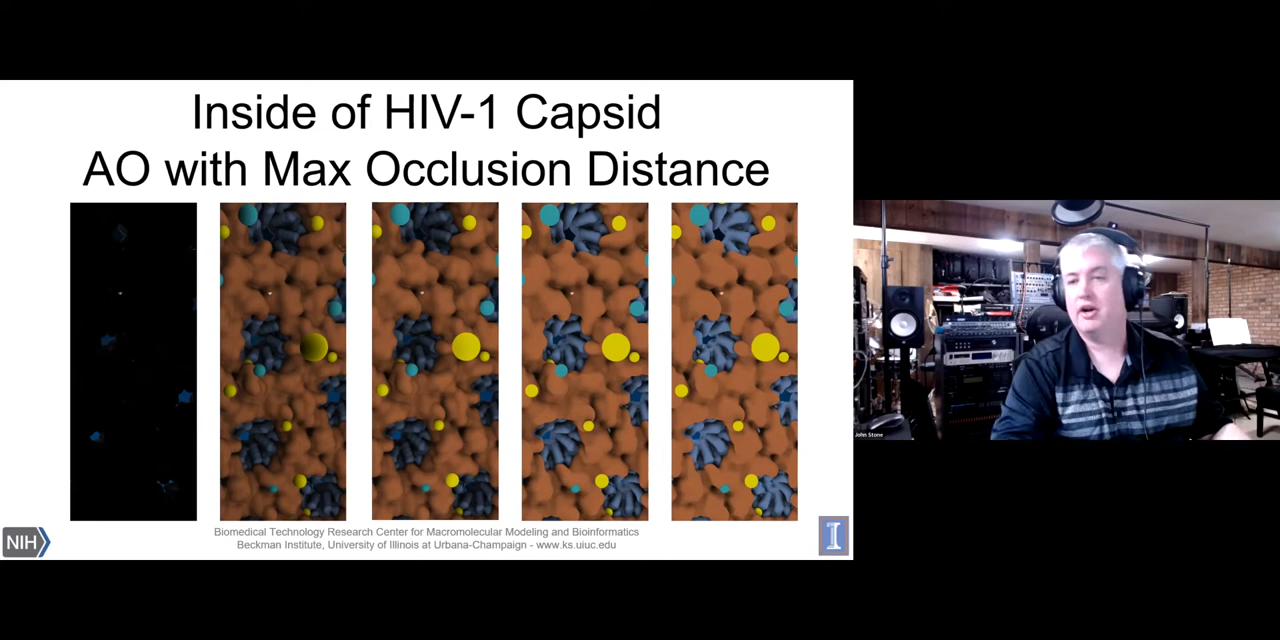 Inside of HIV-1 Capsid
AO with Max Occlusion Distance
Biomedical Technology Research Center for Macromolecular Modeling and Bioinformatics
Beckman Institute, University of Illinois at Urbana-Champaign - www.ks.uiuc.edu
NIH
I
John Stone